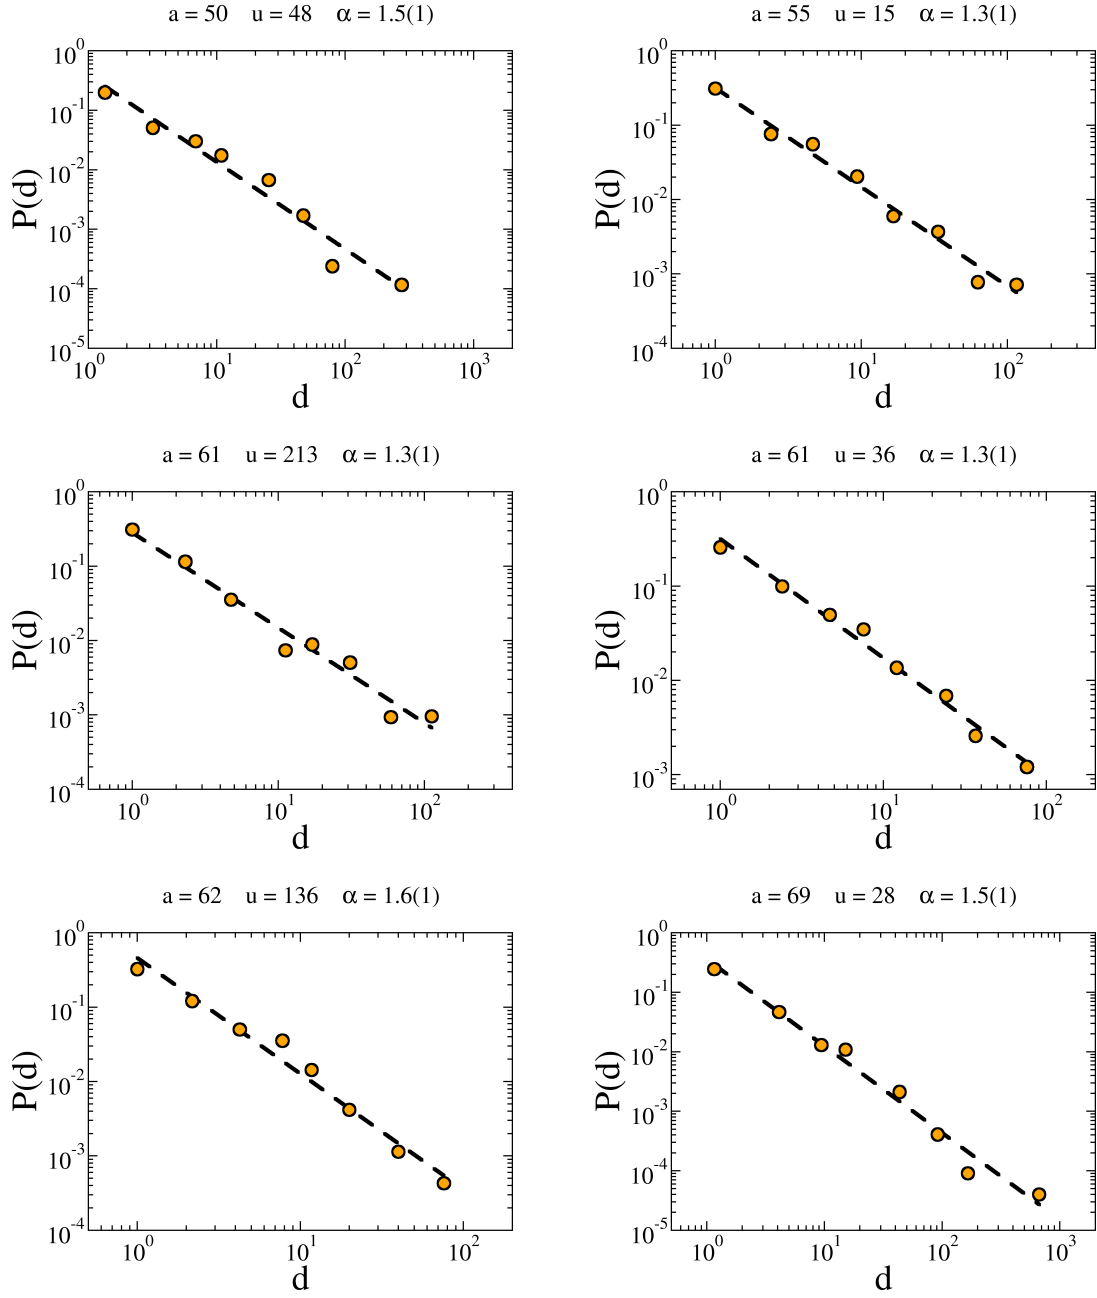 a = 50 u = 48 α = 1.5(1)
10^0
10^-1
10^-2
10^-3
10^-4
10^-5
P(d)
10^0 10^1 10^2 10^3
d
a = 55 u = 15 α = 1.3(1)
10^0
10^-1
10^-2
10^-3
10^-4
P(d)
10^0 10^1 10^2
d
a = 61 u = 213 α = 1.3(1)
10^0
10^-1
10^-2
10^-3
10^-4
P(d)
10^0 10^1 10^2
d
a = 61 u = 36 α = 1.3(1)
10^0
10^-1
10^-2
10^-3
P(d)
10^0 10^1 10^2
d
a = 62 u = 136 α = 1.6(1)
10^0
10^-1
10^-2
10^-3
10^-4
P(d)
10^0 10^1 10^2
d
a = 69 u = 28 α = 1.5(1)
10^0
10^-1
10^-2
10^-3
10^-4
10^-5
P(d)
10^0 10^1 10^2 10^3
d